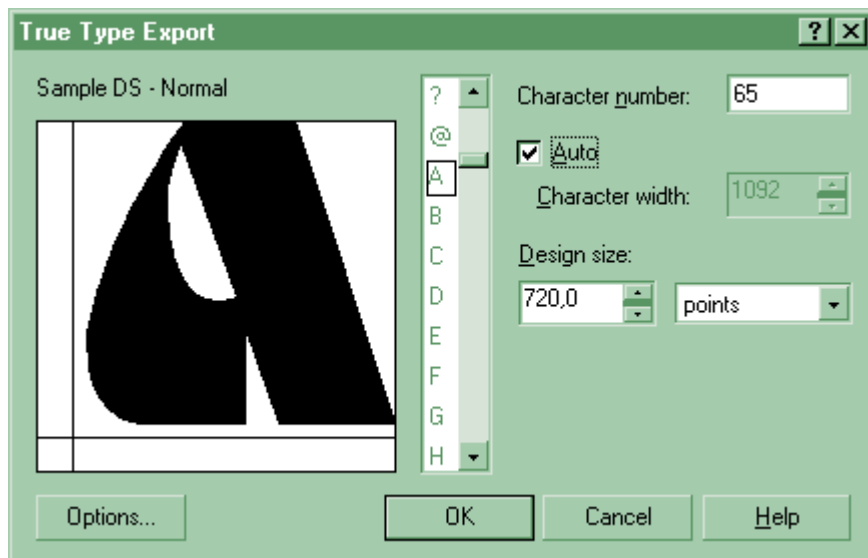 True Type Export
Sample DS - Normal
?
@
A
B
C
D
E
F
G
H
Character number: 65
Auto
Character width: 1092
Design size:
720,0 points
Options... OK Cancel Help